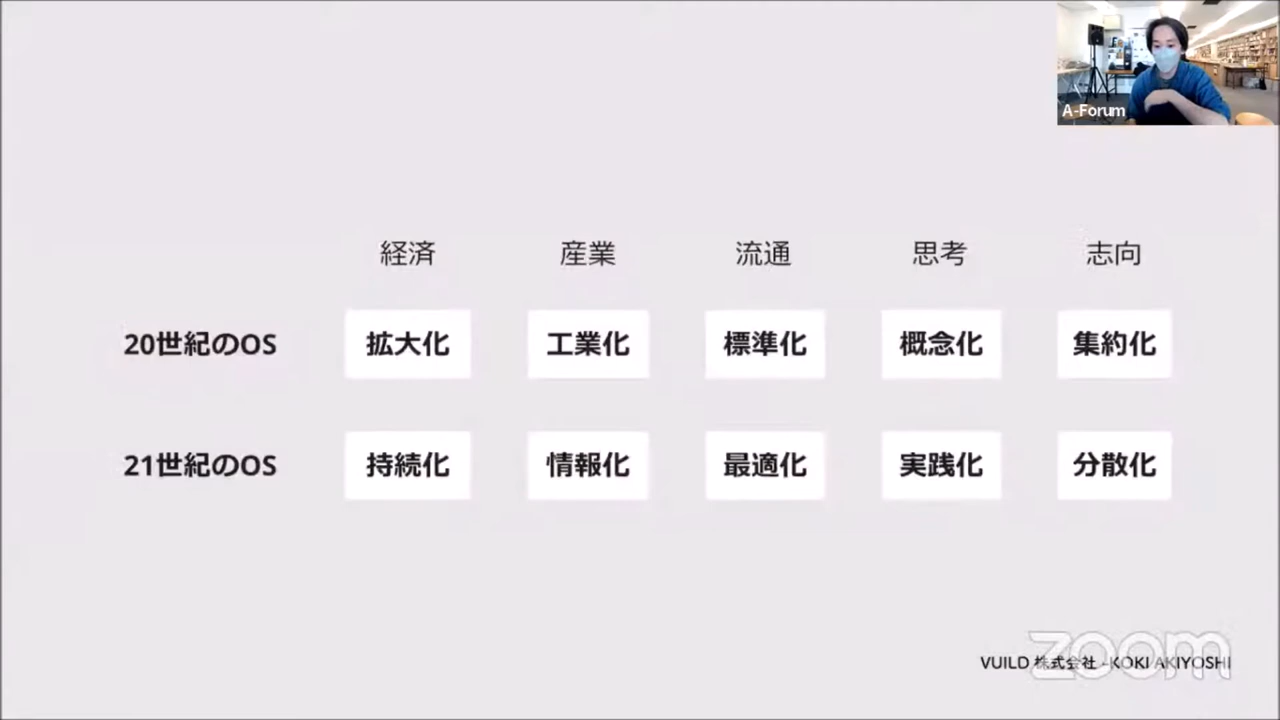 A-Forum
経済 産業 流通 思考 志向
20世紀のOS 拡大化 工業化 標準化 概念化 集約化
21世紀のOS 持続化 情報化 最適化 実践化 分散化
zoom
VUILD 株式会社 -KOKI AKIYOSHI